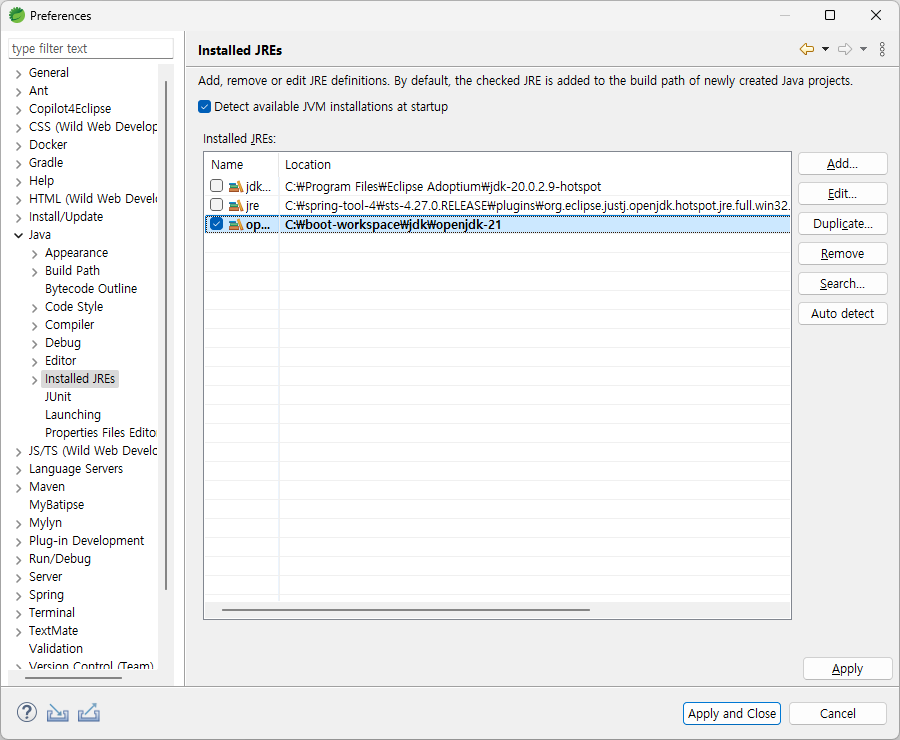 Preferences
type filter text
General
Ant
Copilot4Eclipse
CSS (Wild Web Develop
Docker
Gradle
Help
HTML (Wild Web Devel
Install/Update
Java
Appearance
Build Path
Bytecode Outline
Code Style
Compiler
Debug
Editor
Installed JREs
JUnit
Launching
Properties Files Edito
JS/TS (Wild Web Develo
Language Servers
Maven
MyBatipse
Mylyn
Plug-in Development
Run/Debug
Server
Spring
Terminal
TextMate
Validation
Version Control (Team)
Installed JREs
Add, remove or edit JRE definitions. By default, the checked JRE is added to the build path of newly created Java projects.
Detect available JVM installations at startup
Installed JREs:
Name Location
jdk... C:₩Program Files₩Eclipse Adoptium₩jdk-20.0.2.9-hotspot
jre C:₩spring-tool-4₩sts-4.27.0.RELEASE₩plugins₩org.eclipse.justj.openjdk.hotspot.jre.full.win32.
op... C:₩boot-workspace₩jdk₩openjdk-21
Add...
Edit...
Duplicate...
Remove
Search...
Auto detect
Apply
?
Apply and Close Cancel